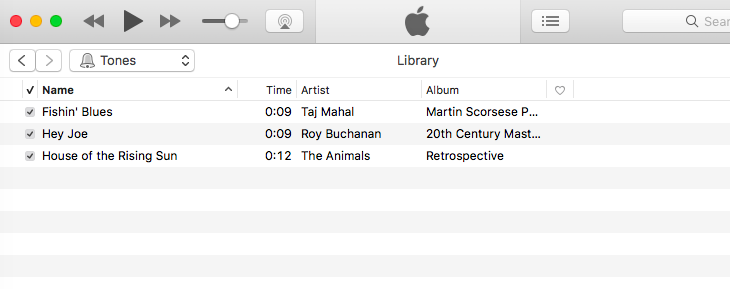 Sear
Tones Library
✓ Name Time Artist Album
Fishin' Blues 0:09 Taj Mahal Martin Scorsese P...
Hey Joe 0:09 Roy Buchanan 20th Century Mast...
House of the Rising Sun 0:12 The Animals Retrospective